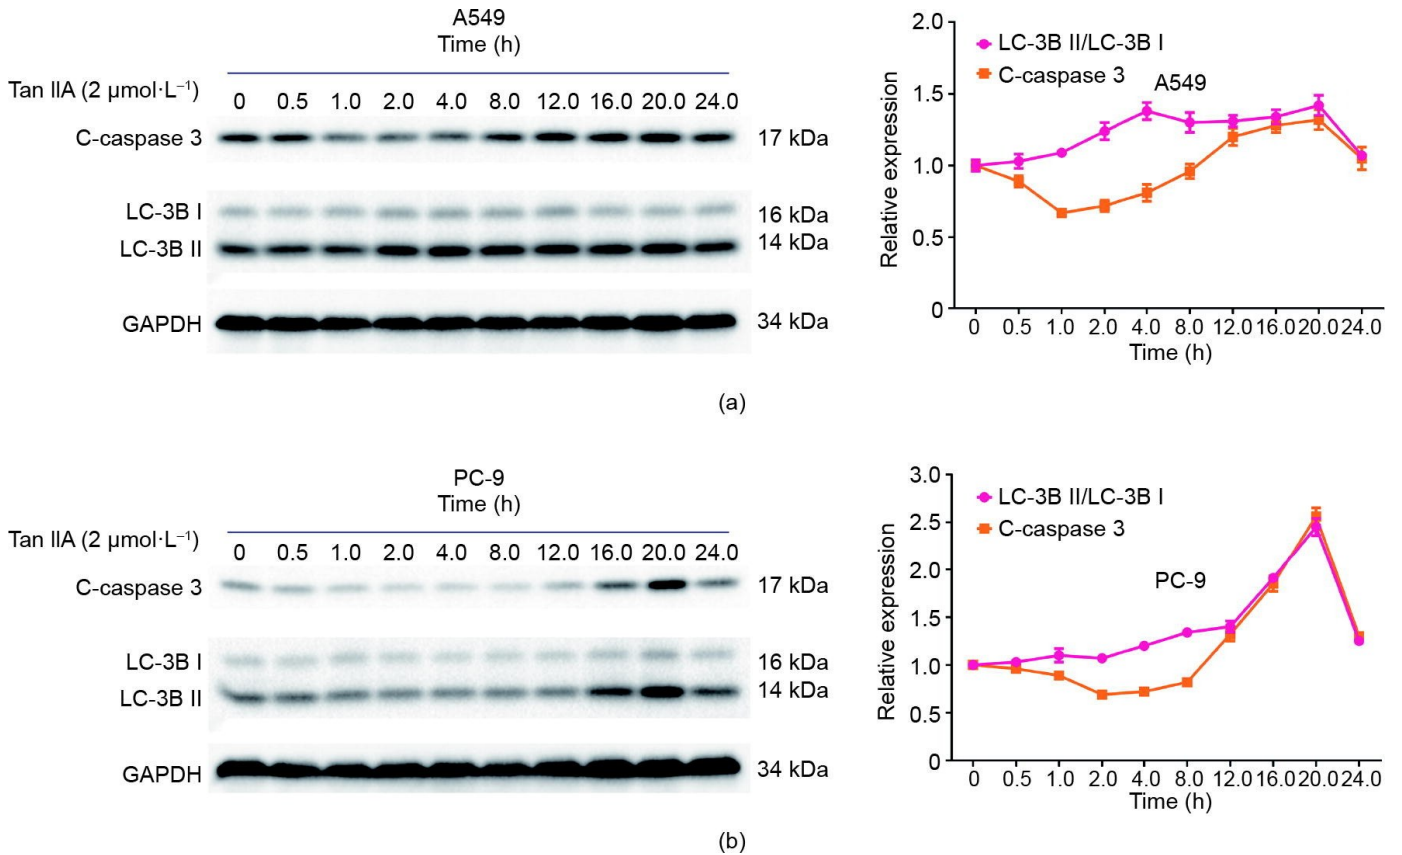 A549
Time (h)
Tan IIA (2 μmol·L⁻¹) 0 0.5 1.0 2.0 4.0 8.0 12.0 16.0 20.0 24.0
C-caspase 3 17 kDa
LC-3B I 16 kDa
LC-3B II 14 kDa
GAPDH 34 kDa
2.0
1.5
1.0
0.5
0
Relative expression
LC-3B II/LC-3B I
C-caspase 3
A549
0 0.5 1.0 2.0 4.0 8.0 12.0 16.0 20.0 24.0
Time (h)
(a)
PC-9
Time (h)
Tan IIA (2 μmol·L⁻¹) 0 0.5 1.0 2.0 4.0 8.0 12.0 16.0 20.0 24.0
C-caspase 3 17 kDa
LC-3B I 16 kDa
LC-3B II 14 kDa
GAPDH 34 kDa
3.0
2.5
2.0
1.5
1.0
0.5
0
Relative expression
LC-3B II/LC-3B I
C-caspase 3
PC-9
0 0.5 1.0 2.0 4.0 8.0 12.0 16.0 20.0 24.0
Time (h)
(b)